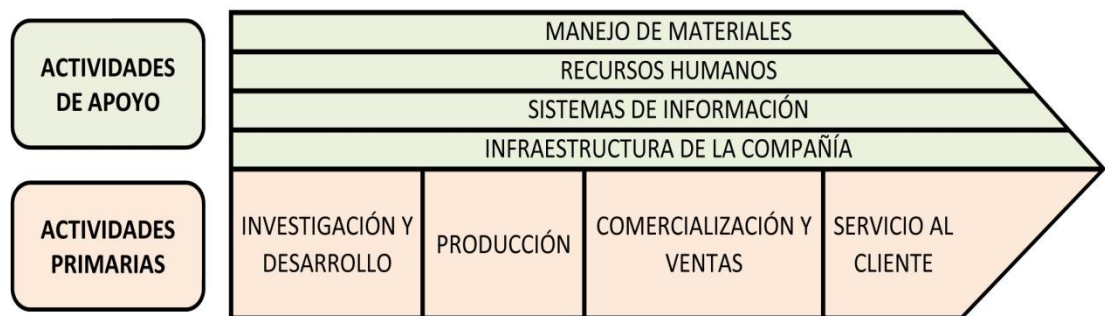 ACTIVIDADES
DE APOYO
MANEJO DE MATERIALES
RECURSOS HUMANOS
SISTEMAS DE INFORMACIÓN
INFRAESTRUCTURA DE LA COMPAÑÍA
ACTIVIDADES
PRIMARIAS
INVESTIGACIÓN Y
DESARROLLO
PRODUCCIÓN
COMERCIALIZACIÓN Y
VENTAS
SERVICIO AL
CLIENTE